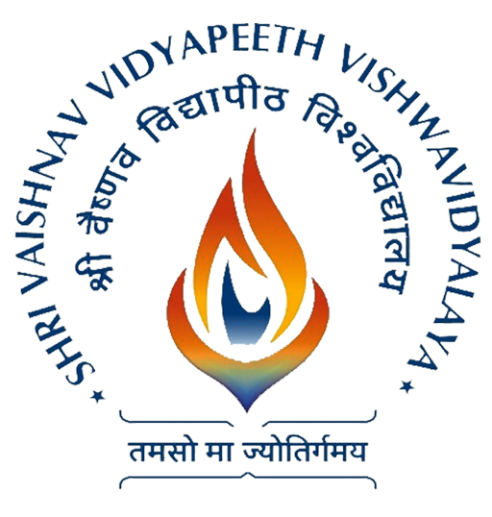 * SHRI VAISHNAV VIDYAPEETH VISHWAVIDYALAYA *
श्री वैष्णव विद्यापीठ विश्वविद्यालय
तमसो मा ज्योतिर्गमय